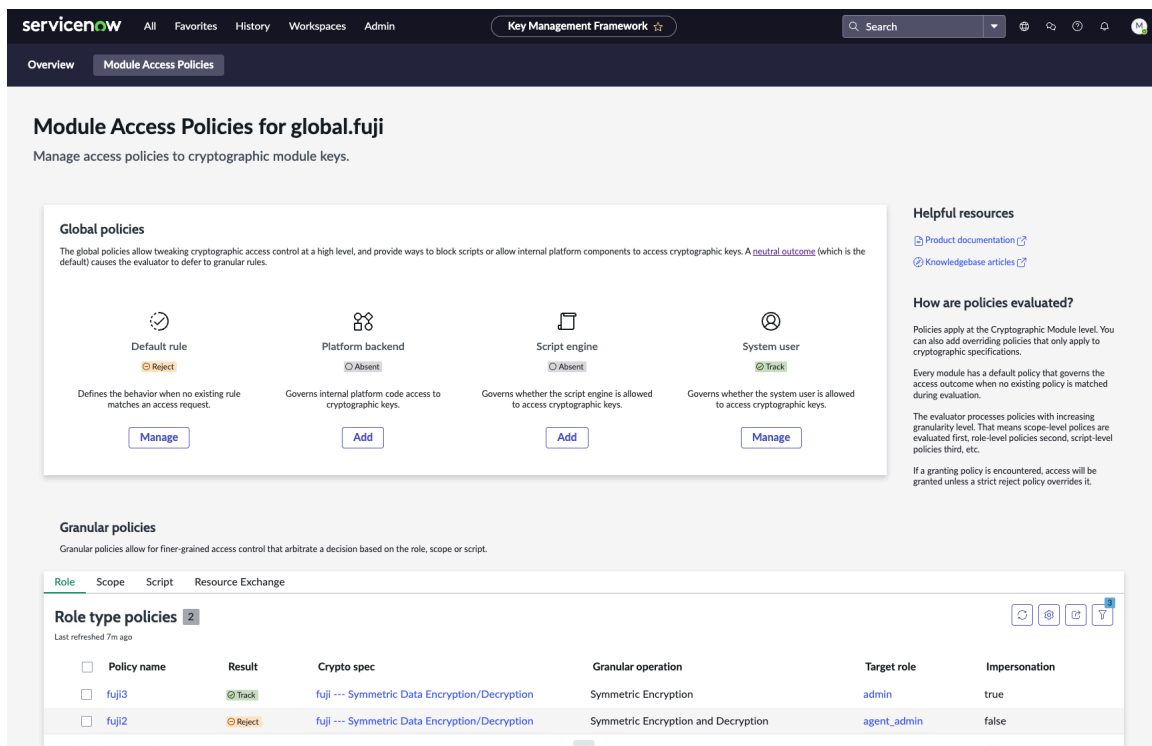 servicenow All Favorites History Workspaces Admin Key Management Framework Search M
Overview Module Access Policies
Module Access Policies for global.fuji
Manage access policies to cryptographic module keys.
Global policies
The global policies allow tweaking cryptographic access control at a high level, and provide ways to block scripts or allow internal platform components to access cryptographic keys. A neutral outcome (which is the
default) causes the evaluator to defer to granular rules.
Default rule
Reject
Defines the behavior when no existing rule
matches an access request.
Manage
Platform backend
Absent
Governs internal platform code access to
cryptographic keys.
Add
Script engine
Absent
Governs whether the script engine is allowed
to access cryptographic keys.
Add
System user
Track
Governs whether the system user is allowed
to access cryptographic keys.
Manage
Helpful resources
Product documentation
Knowledgebase articles
How are policies evaluated?
Policies apply at the Cryptographic Module level. You
can also add overriding policies that only apply to
cryptographic specifications.
Every module has a default policy that governs the
access outcome when no existing policy is matched
during evaluation.
The evaluator processes policies with increasing
granularity level. That means scope-level polices are
evaluated first, role-level policies second, script-level
policies third, etc.
If a granting policy is encountered, access will be
granted unless a strict reject policy overrides it.
Granular policies
Granular policies allow for finer-grained access control that arbitrate a decision based on the role, scope or script.
Role Scope Script Resource Exchange
Role type policies 2
Last refreshed 7m ago
3
Policy name Result Crypto spec Granular operation Target role Impersonation
fuji3 Track fuji --- Symmetric Data Encryption/Decryption Symmetric Encryption admin true
fuji2 Reject fuji --- Symmetric Data Encryption/Decryption Symmetric Encryption and Decryption agent_admin false